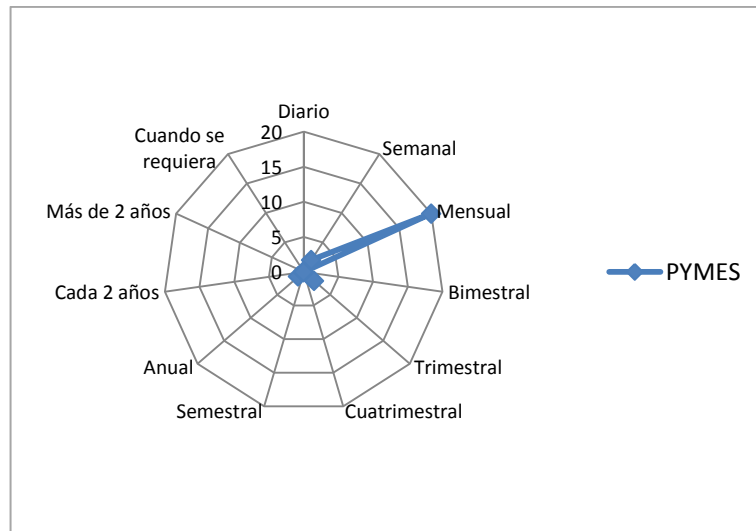 Diario
20
15
10
5
0
Semanal
Mensual
Bimestral
Trimestral
Cuatrimestral
Semestral
Anual
Cada 2 años
Más de 2 años
Cuando se
requiera
PYMES